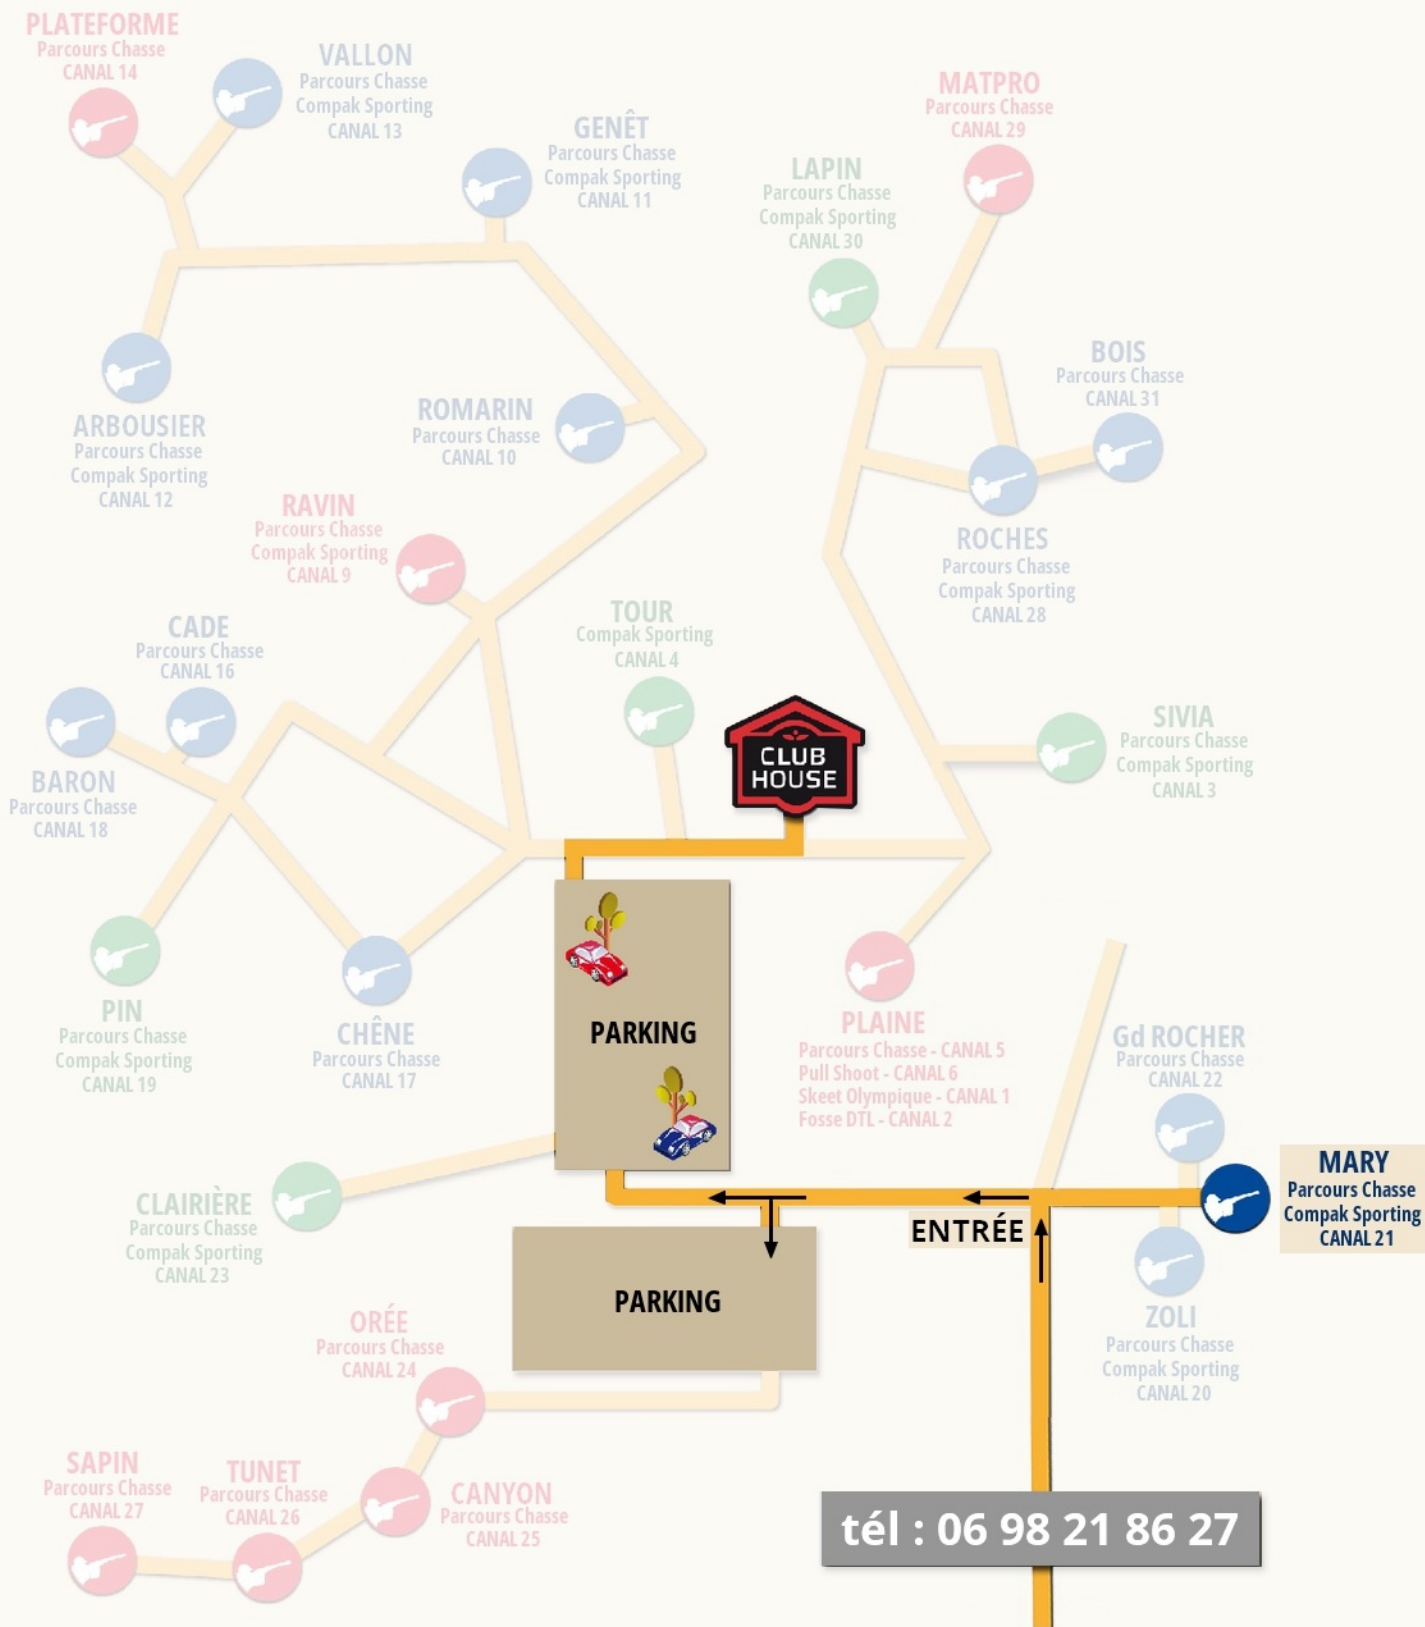 PLATEFORME
Parcours Chasse
CANAL 14
VALLON
Parcours Chasse
Compak Sporting
CANAL 13
GENÊT
Parcours Chasse
Compak Sporting
CANAL 11
MATPRO
Parcours Chasse
CANAL 29
LAPIN
Parcours Chasse
Compak Sporting
CANAL 30
BOIS
Parcours Chasse
CANAL 31
ARBOUSIER
Parcours Chasse
Compak Sporting
CANAL 12
ROMARIN
Parcours Chasse
CANAL 10
RAVIN
Parcours Chasse
Compak Sporting
CANAL 9
ROCHES
Parcours Chasse
Compak Sporting
CANAL 28
CADE
Parcours Chasse
CANAL 16
TOUR
Compak Sporting
CANAL 4
CLUB
HOUSE
SIVIA
Parcours Chasse
Compak Sporting
CANAL 3
BARON
Parcours Chasse
CANAL 18
PIN
Parcours Chasse
Compak Sporting
CANAL 19
CHÊNE
Parcours Chasse
CANAL 17
PARKING
PLAINE
Parcours Chasse - CANAL 5
Pull Shoot - CANAL 6
Skeet Olympique - CANAL 1
Fosse DTL - CANAL 2
Gd ROCHER
Parcours Chasse
CANAL 22
MARY
Parcours Chasse
Compak Sporting
CANAL 21
CLAIRIÈRE
Parcours Chasse
Compak Sporting
CANAL 23
ENTRÉE
PARKING
ZOLI
Parcours Chasse
Compak Sporting
CANAL 20
ORÉE
Parcours Chasse
CANAL 24
SAPIN
Parcours Chasse
CANAL 27
TUNET
Parcours Chasse
CANAL 26
CANYON
Parcours Chasse
CANAL 25
tél : 06 98 21 86 27